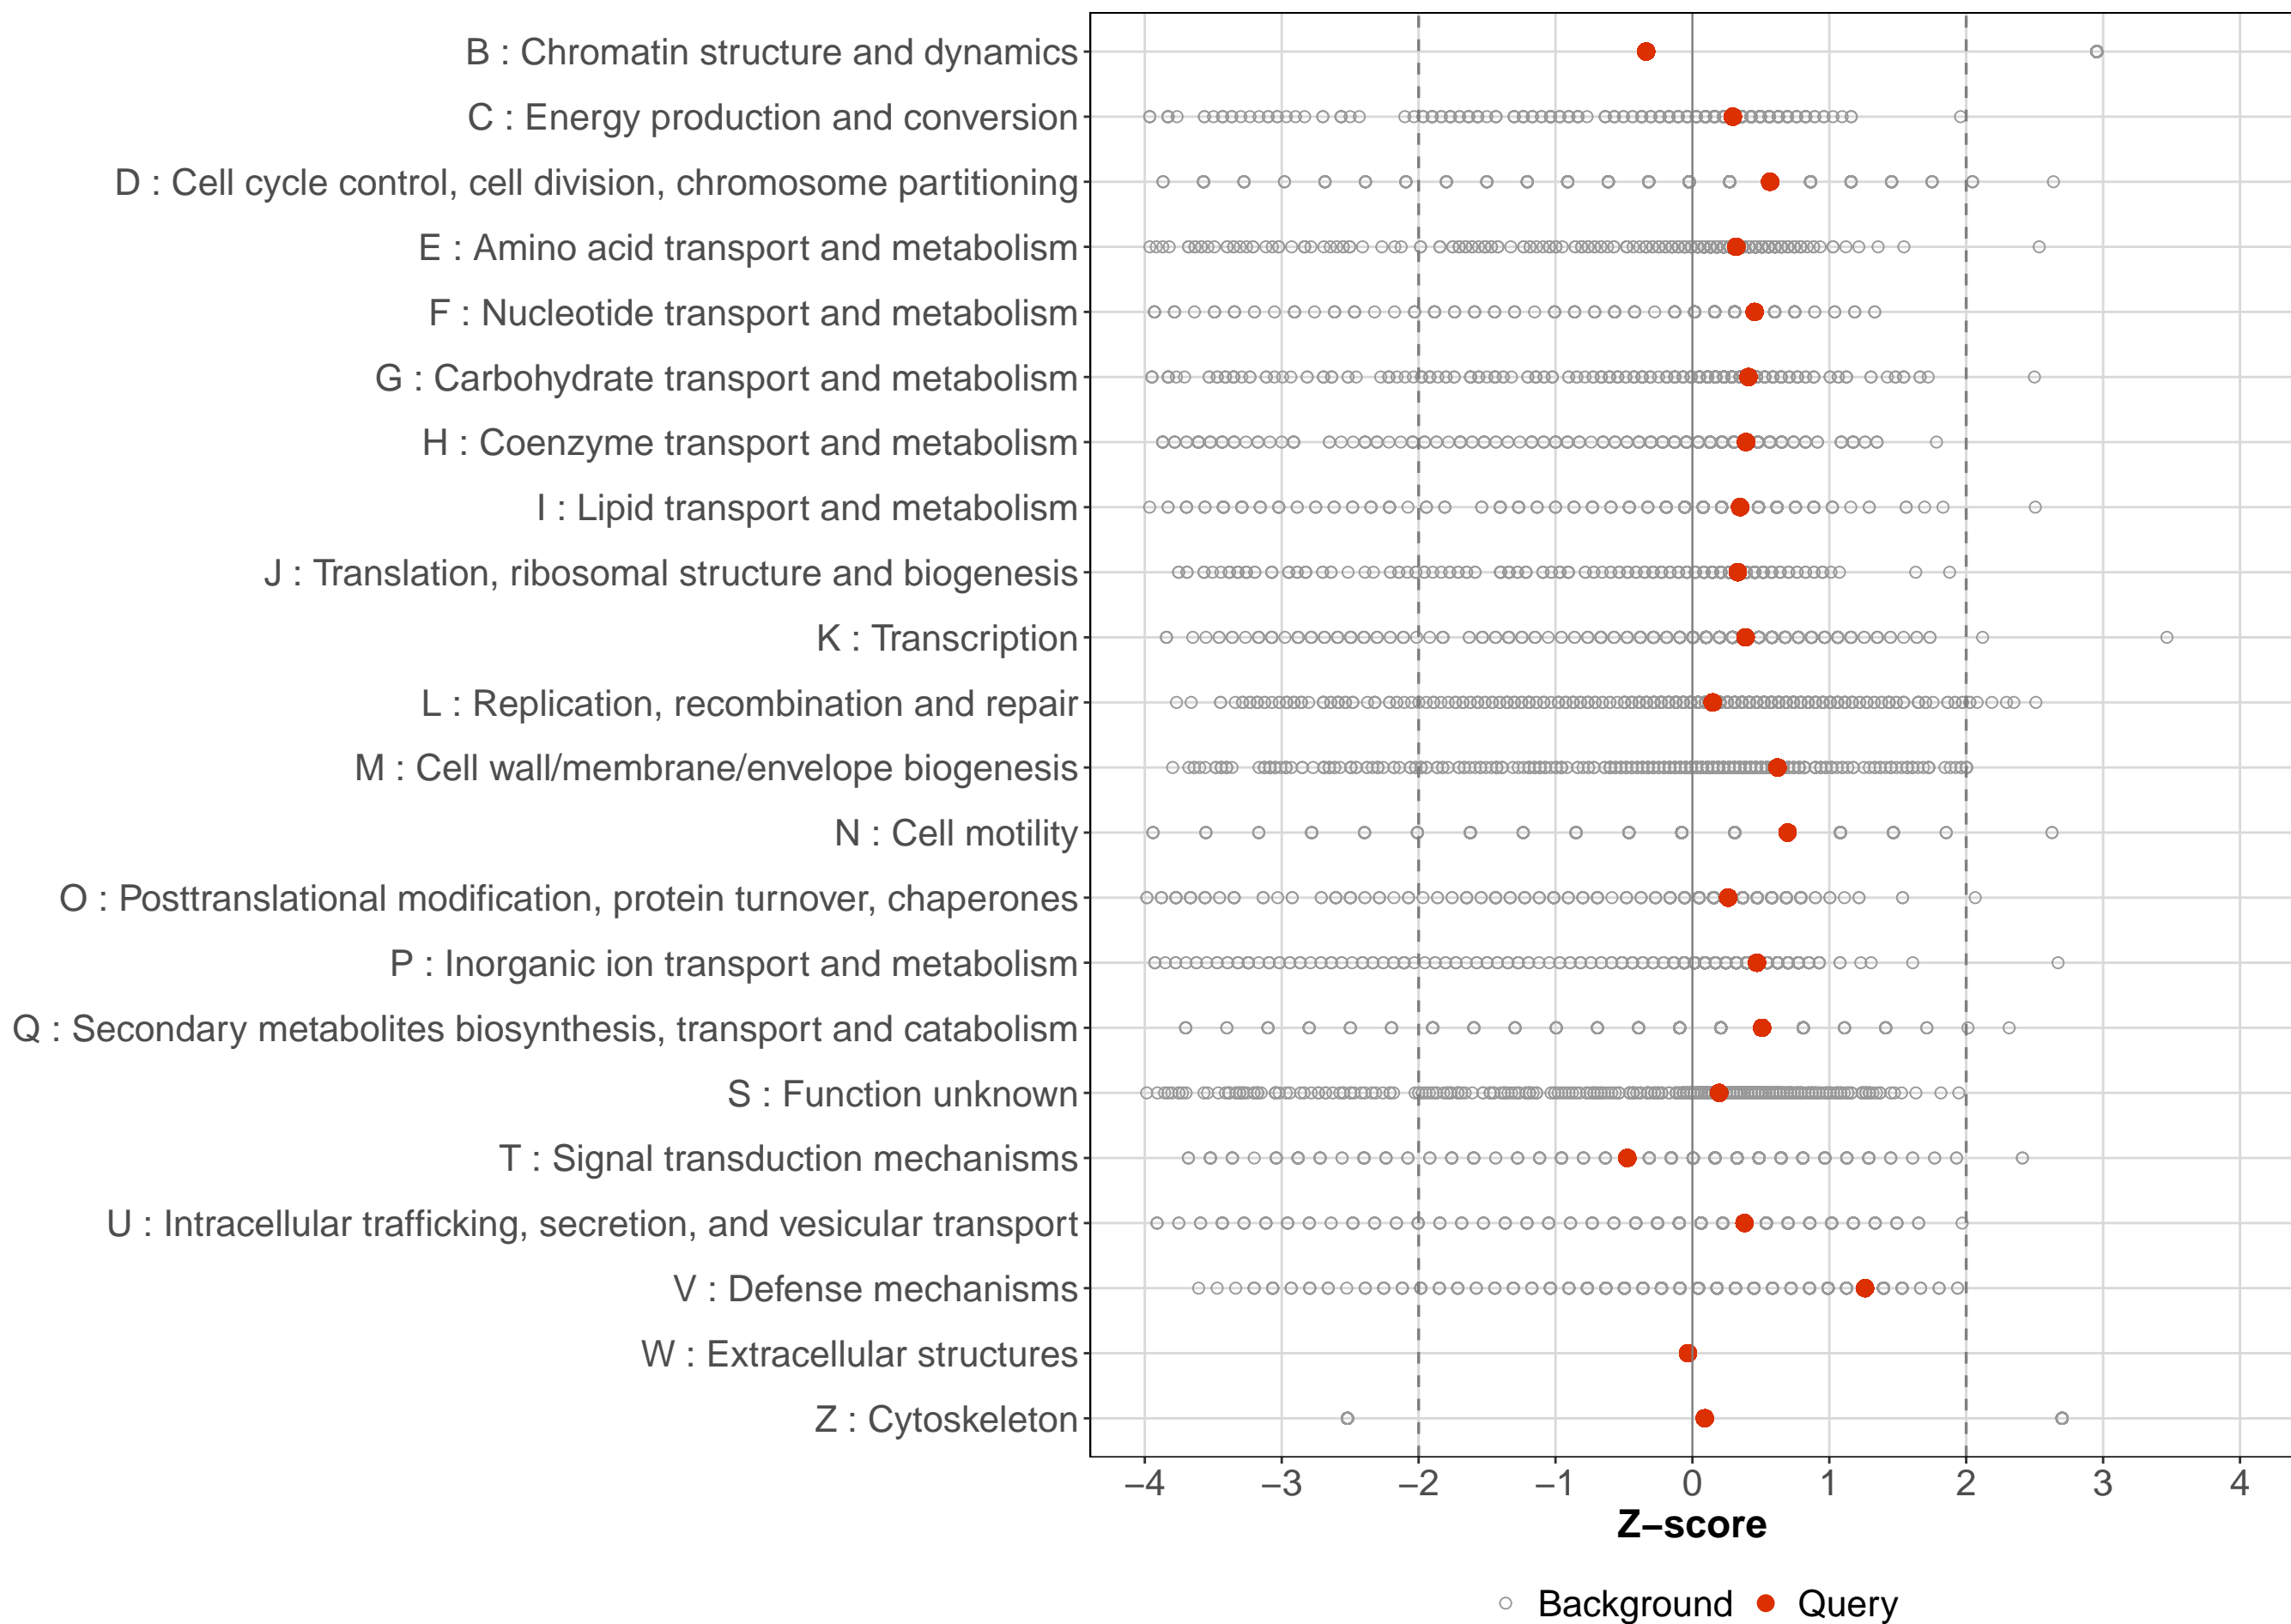 B : Chromatin structure and dynamics
C : Energy production and conversion
D : Cell cycle control, cell division, chromosome partitioning
E : Amino acid transport and metabolism
F : Nucleotide transport and metabolism
G : Carbohydrate transport and metabolism
H : Coenzyme transport and metabolism
I : Lipid transport and metabolism
J : Translation, ribosomal structure and biogenesis
K : Transcription
L : Replication, recombination and repair
M : Cell wall/membrane/envelope biogenesis
N : Cell motility
O : Posttranslational modification, protein turnover, chaperones
P : Inorganic ion transport and metabolism
Q : Secondary metabolites biosynthesis, transport and catabolism
S : Function unknown
T : Signal transduction mechanisms
U : Intracellular trafficking, secretion, and vesicular transport
V : Defense mechanisms
W : Extracellular structures
Z : Cytoskeleton
−4 −3 −2 −1 0 1 2 3 4
Z−score
Background Query